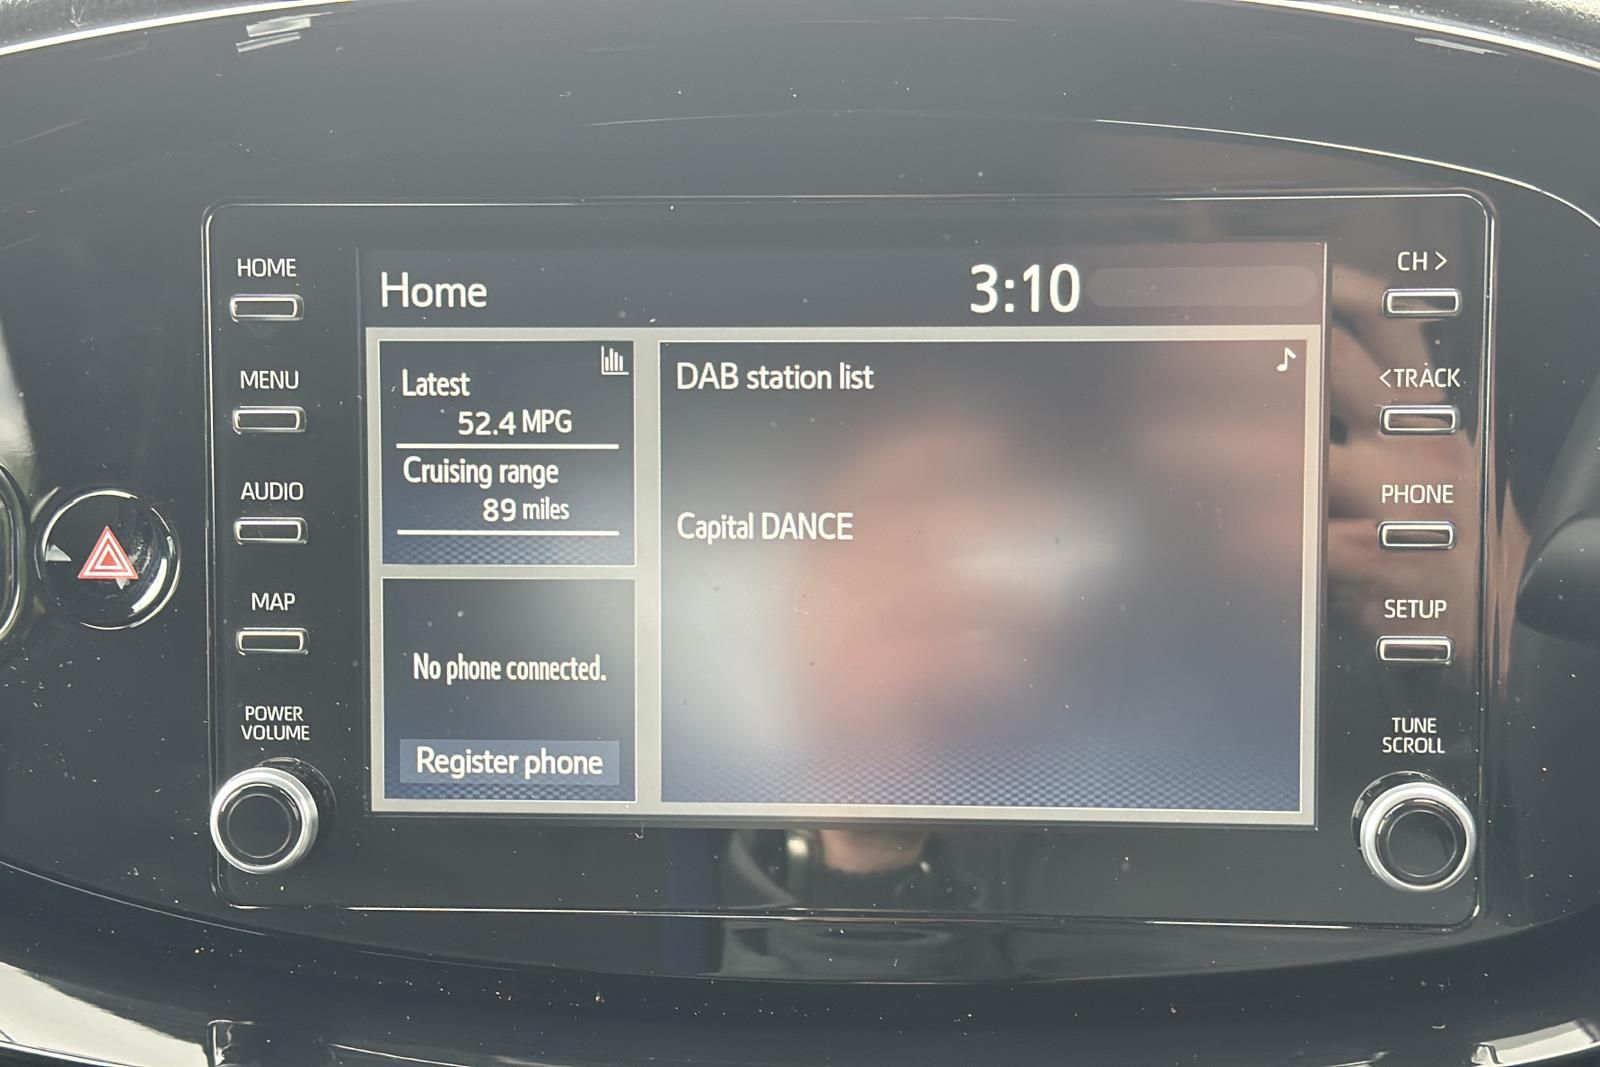 HOME
MENU
AUDIO
MAP
POWER
VOLUME
Home
3:10
Latest
52.4 MPG
Cruising range
89 miles
No phone connected.
Register phone
DAB station list
Capital DANCE
CH >
<TRACK
PHONE
SETUP
TUNE
SCROLL